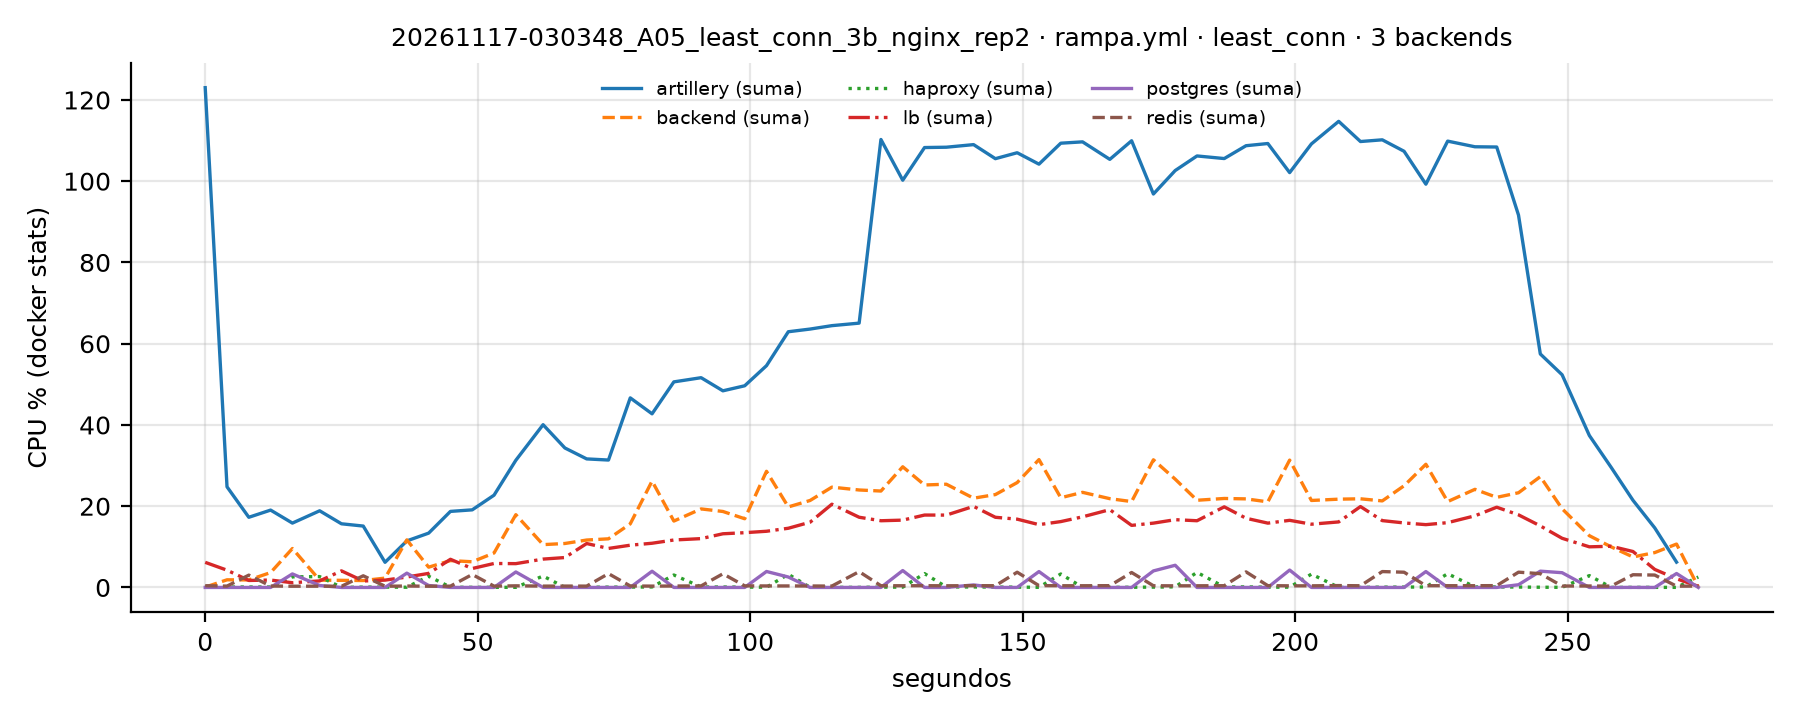 20261117-030348_A05_least_conn_3b_nginx_rep2 · rampa.yml · least_conn · 3 backends
artillery (suma) haproxy (suma) postgres (suma)
backend (suma) lb (suma) redis (suma)
CPU % (docker stats)
120
100
80
60
40
20
0
0 50 100 150 200 250
segundos